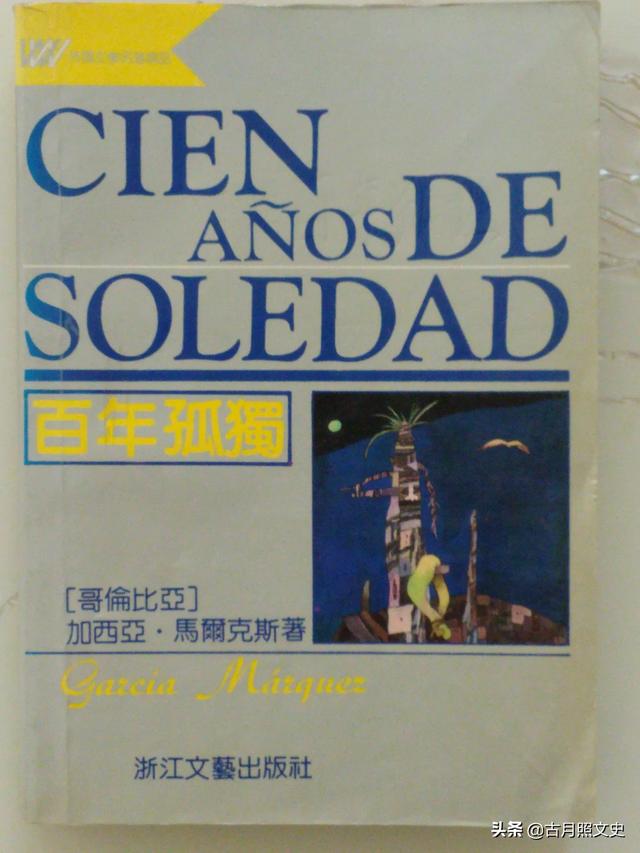 CIEN
AÑOS DE
SOLEDAD
百年孤獨
[哥倫比亞]
加西亞·馬爾克斯著
García Márquez
浙江文藝出版社
头条 @古月照文史